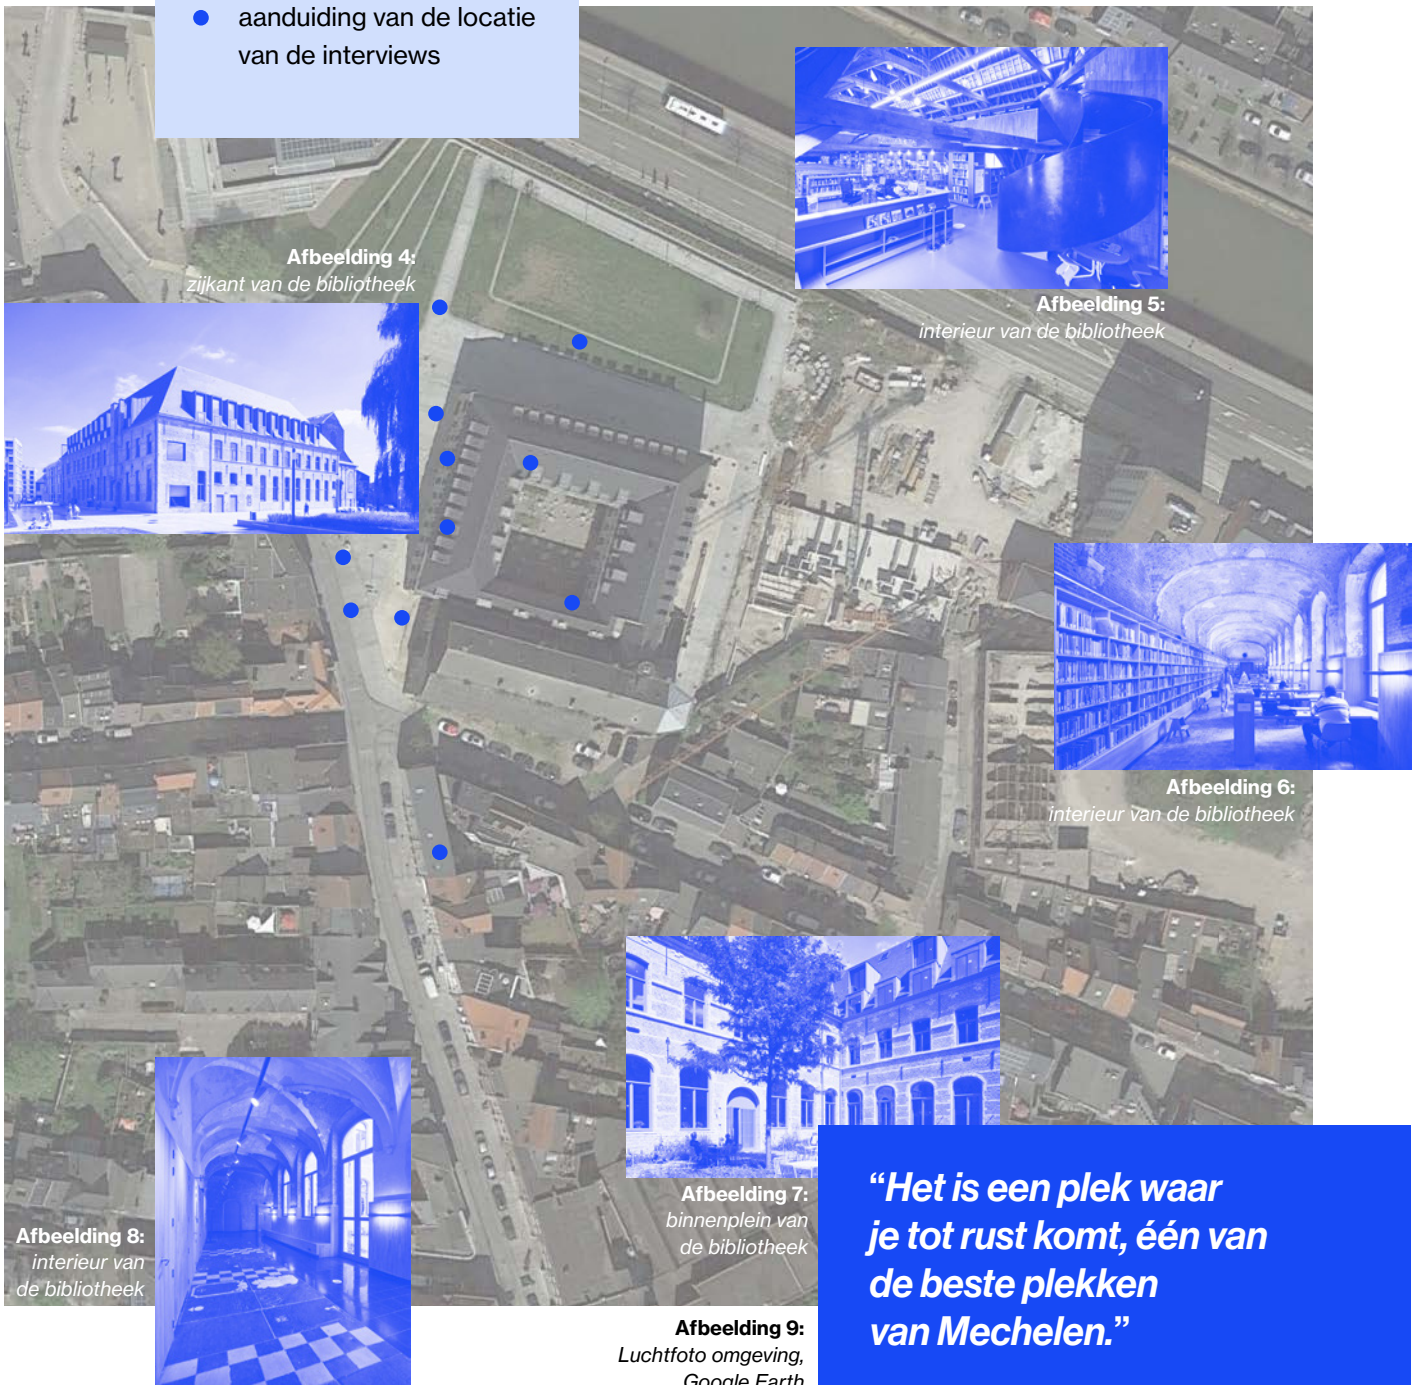 aanduiding van de locatie
van de interviews
Afbeelding 4:
zijkant van de bibliotheek
Afbeelding 5:
interieur van de bibliotheek
Afbeelding 6:
interieur van de bibliotheek
Afbeelding 7:
binnenplein van
de bibliotheek
Afbeelding 8:
interieur van
de bibliotheek
Afbeelding 9:
Luchtfoto omgeving,
Google Earth
“Het is een plek waar
je tot rust komt, één van
de beste plekken
van Mechelen.”